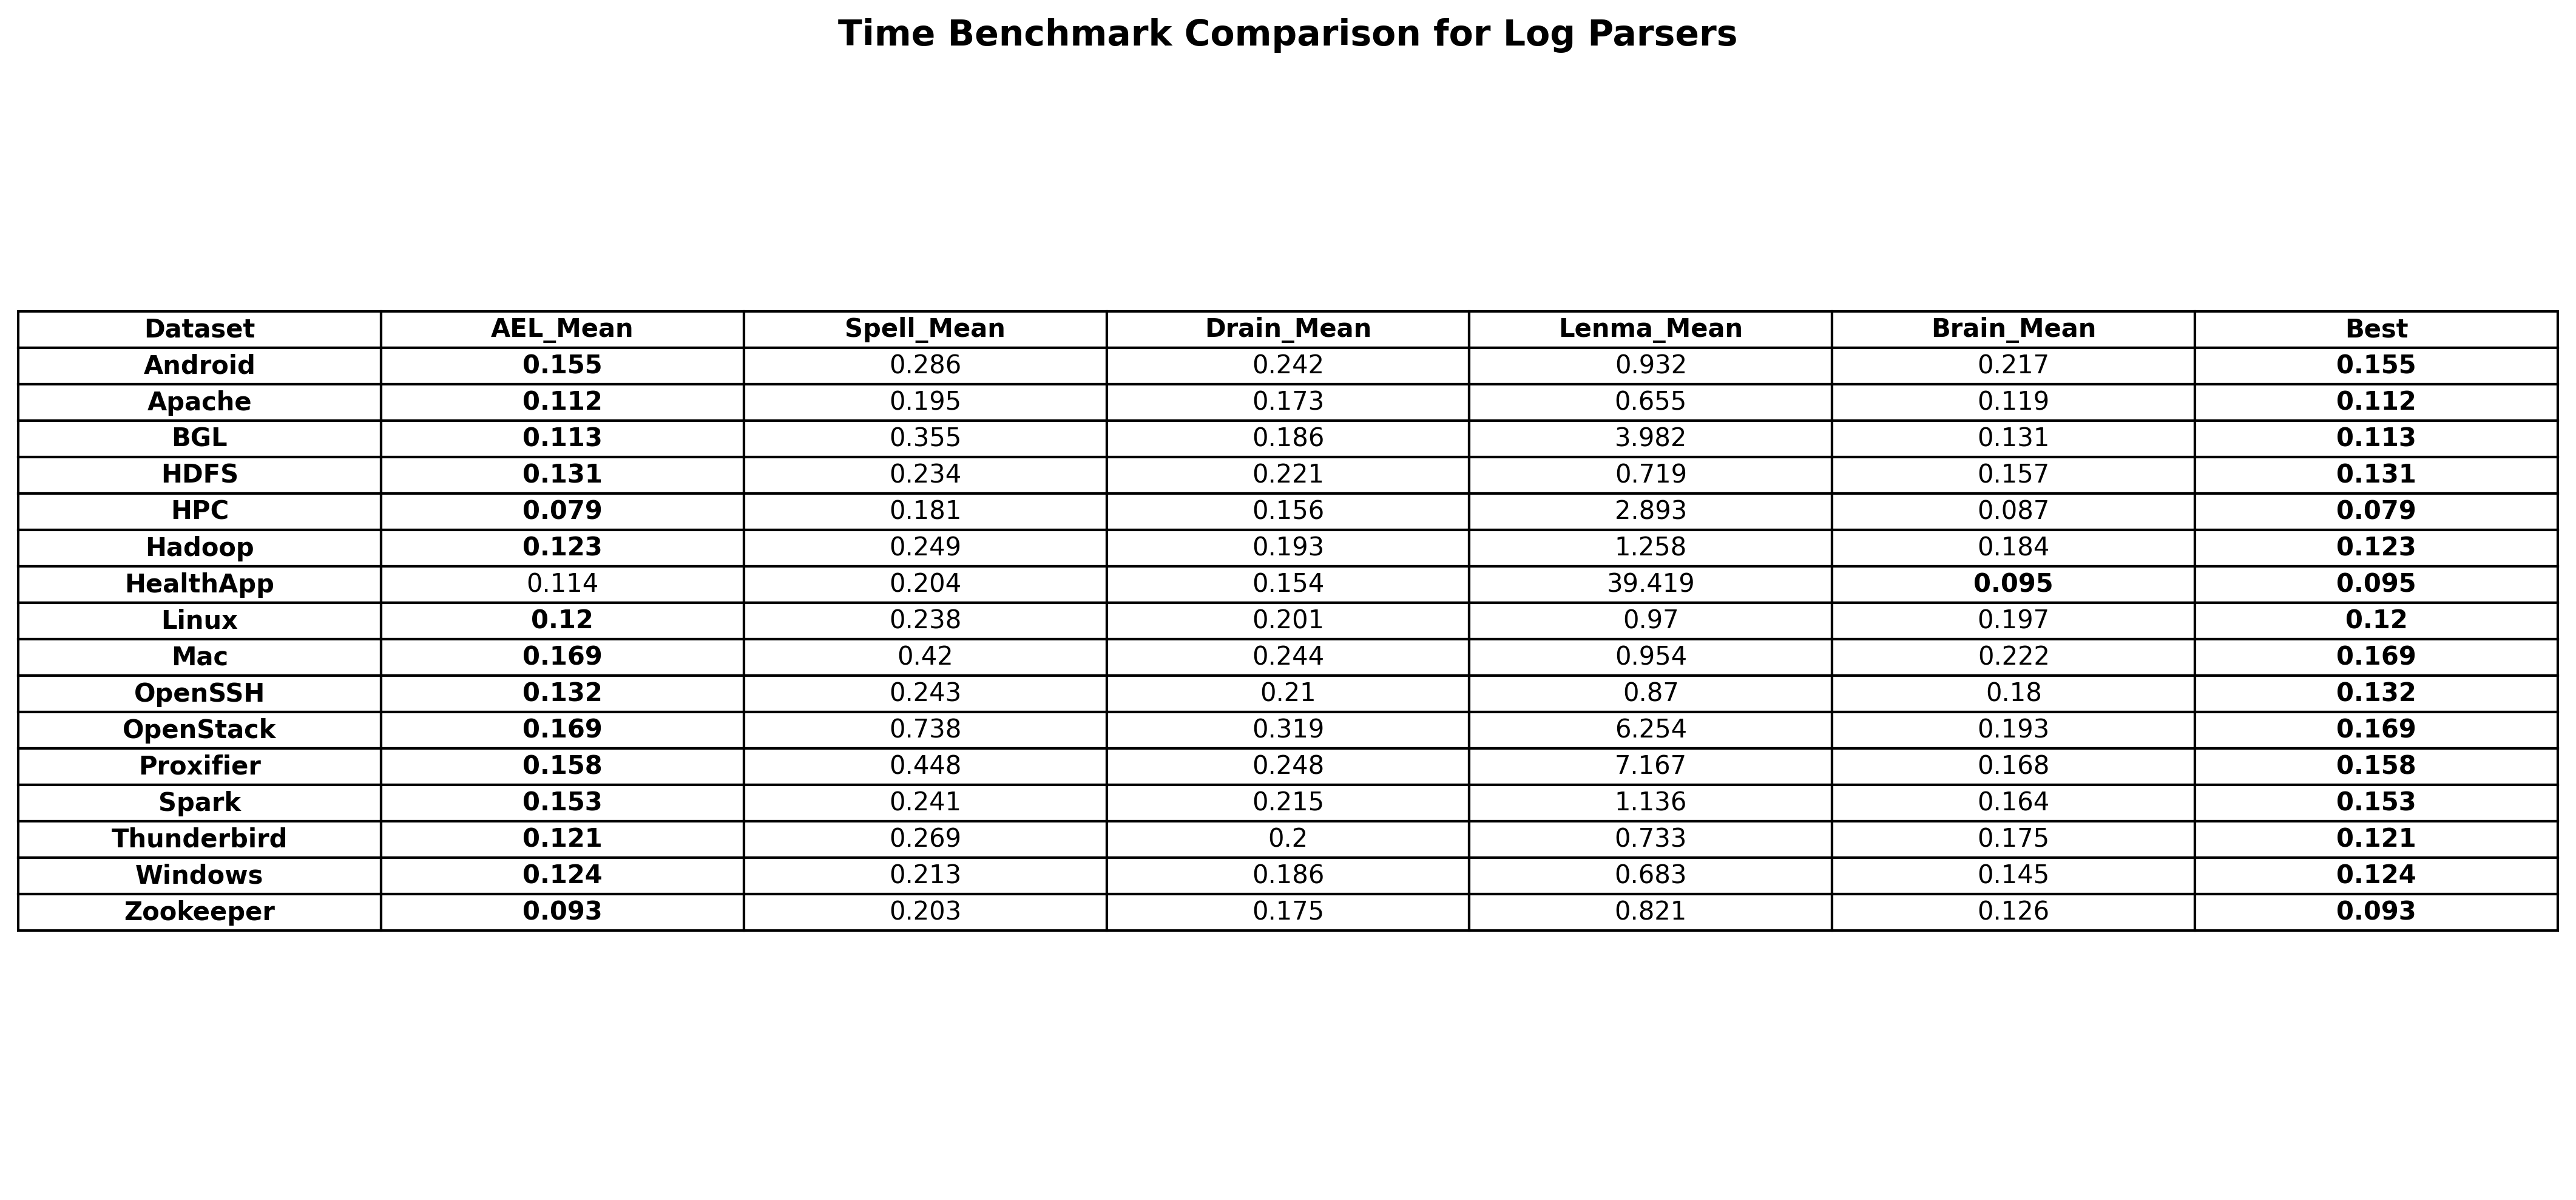 Time Benchmark Comparison for Log Parsers
Dataset AEL_Mean Spell_Mean Drain_Mean Lenma_Mean Brain_Mean Best
Android 0.155 0.286 0.242 0.932 0.217 0.155
Apache 0.112 0.195 0.173 0.655 0.119 0.112
BGL 0.113 0.355 0.186 3.982 0.131 0.113
HDFS 0.131 0.234 0.221 0.719 0.157 0.131
HPC 0.079 0.181 0.156 2.893 0.087 0.079
Hadoop 0.123 0.249 0.193 1.258 0.184 0.123
HealthApp 0.114 0.204 0.154 39.419 0.095 0.095
Linux 0.12 0.238 0.201 0.97 0.197 0.12
Mac 0.169 0.42 0.244 0.954 0.222 0.169
OpenSSH 0.132 0.243 0.21 0.87 0.18 0.132
OpenStack 0.169 0.738 0.319 6.254 0.193 0.169
Proxifier 0.158 0.448 0.248 7.167 0.168 0.158
Spark 0.153 0.241 0.215 1.136 0.164 0.153
Thunderbird 0.121 0.269 0.2 0.733 0.175 0.121
Windows 0.124 0.213 0.186 0.683 0.145 0.124
Zookeeper 0.093 0.203 0.175 0.821 0.126 0.093